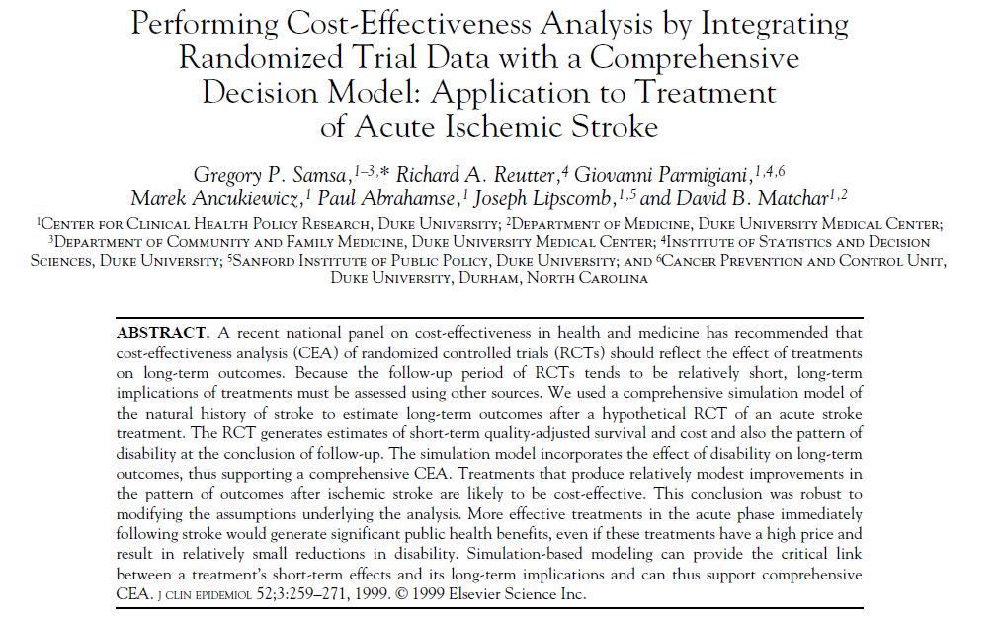 Performing Cost-Effectiveness Analysis by Integrating
Randomized Trial Data with a Comprehensive
Decision Model: Application to Treatment
of Acute Ischemic Stroke
Gregory P. Samsa,1–3,* Richard A. Reutter,4 Giovanni Parmigiani,1,4,6
Marek Ancukiewicz,1 Paul Abrahamse,1 Joseph Lipscomb,1,5 and David B. Matchar1,2
1Center for Clinical Health Policy Research, Duke University; 2Department of Medicine, Duke University Medical Center;
3Department of Community and Family Medicine, Duke University Medical Center; 4Institute of Statistics and Decision
Sciences, Duke University; 5Sanford Institute of Public Policy, Duke University; and 6Cancer Prevention and Control Unit,
Duke University, Durham, North Carolina
ABSTRACT. A recent national panel on cost-effectiveness in health and medicine has recommended that
cost-effectiveness analysis (CEA) of randomized controlled trials (RCTs) should reflect the effect of treatments
on long-term outcomes. Because the follow-up period of RCTs tends to be relatively short, long-term
implications of treatments must be assessed using other sources. We used a comprehensive simulation model of
the natural history of stroke to estimate long-term outcomes after a hypothetical RCT of an acute stroke
treatment. The RCT generates estimates of short-term quality-adjusted survival and cost and also the pattern of
disability at the conclusion of follow-up. The simulation model incorporates the effect of disability on long-term
outcomes, thus supporting a comprehensive CEA. Treatments that produce relatively modest improvements in
the pattern of outcomes after ischemic stroke are likely to be cost-effective. This conclusion was robust to
modifying the assumptions underlying the analysis. More effective treatments in the acute phase immediately
following stroke would generate significant public health benefits, even if these treatments have a high price and
result in relatively small reductions in disability. Simulation-based modeling can provide the critical link
between a treatment's short-term effects and its long-term implications and can thus support comprehensive
CEA. J CLIN EPIDEMIOL 52;3:259–271, 1999. © 1999 Elsevier Science Inc.